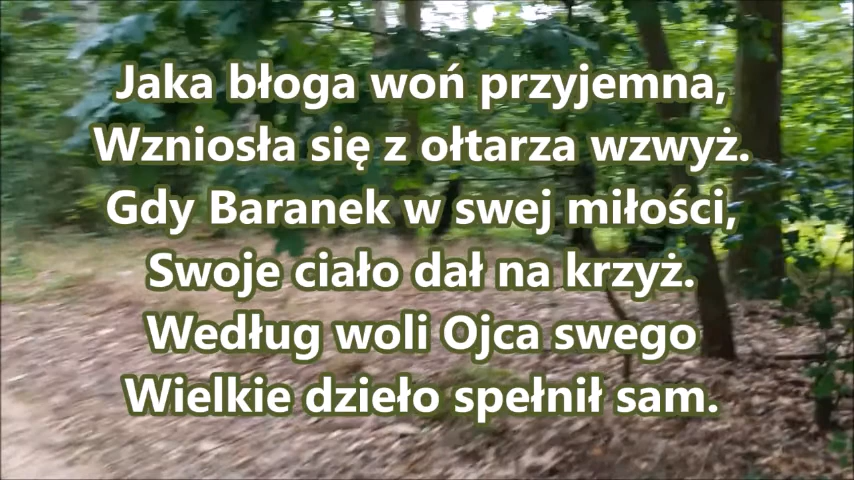 Jaka błoga woń przyjemna,
Wzniosła się z ołtarza wzwyż.
Gdy Baranek w swej miłości,
Swoje ciało dał na krzyż.
Według woli Ojca swego
Wielkie dzieło spełnił sam.